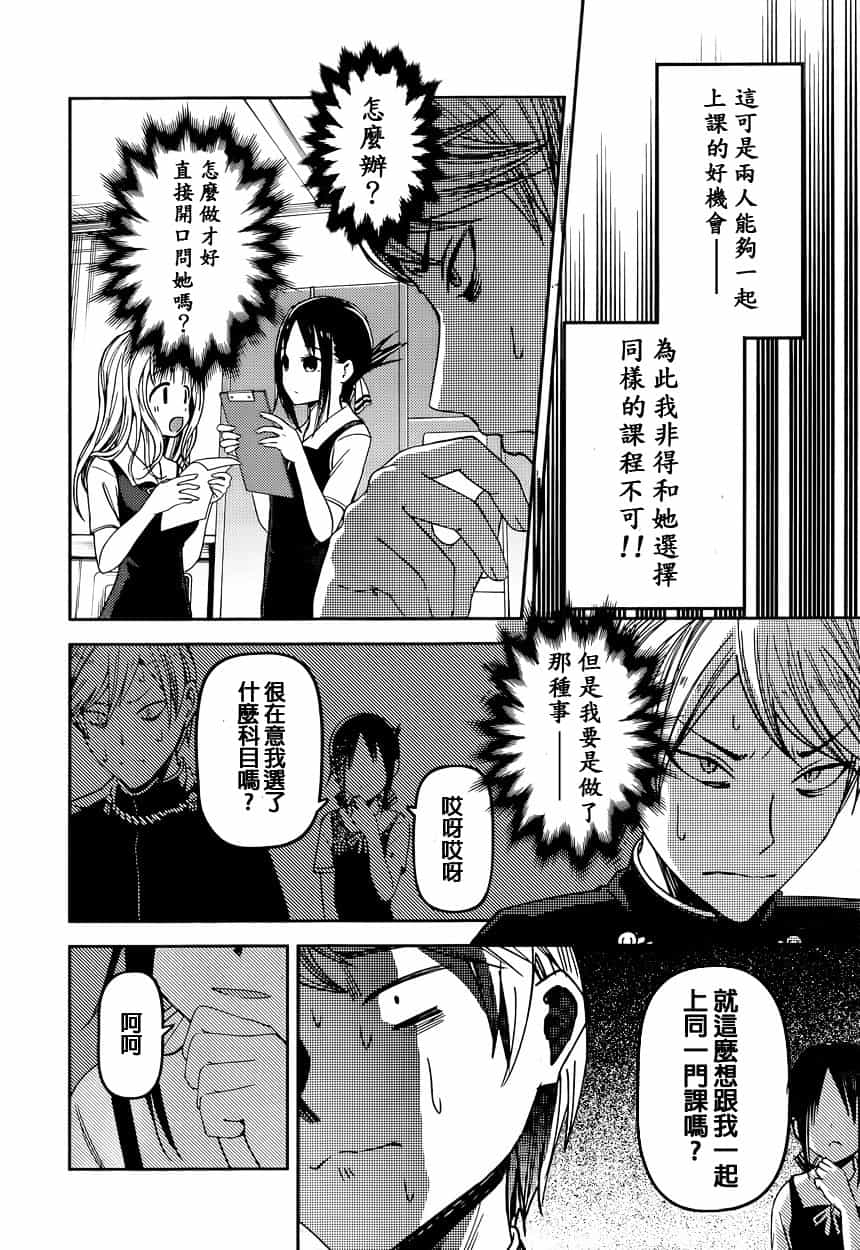 這可是兩人能夠一起
上課的好機會──
為此我非得和她選擇
同樣的課程不可!!
怎麼辦？
怎麼做才好
直接開口問她嗎？
但是我要是做了
那種事──
哎呀哎呀
很在意我選了
什麼科目嗎？
就這麼想跟我一起
上同一門課嗎？
呵呵